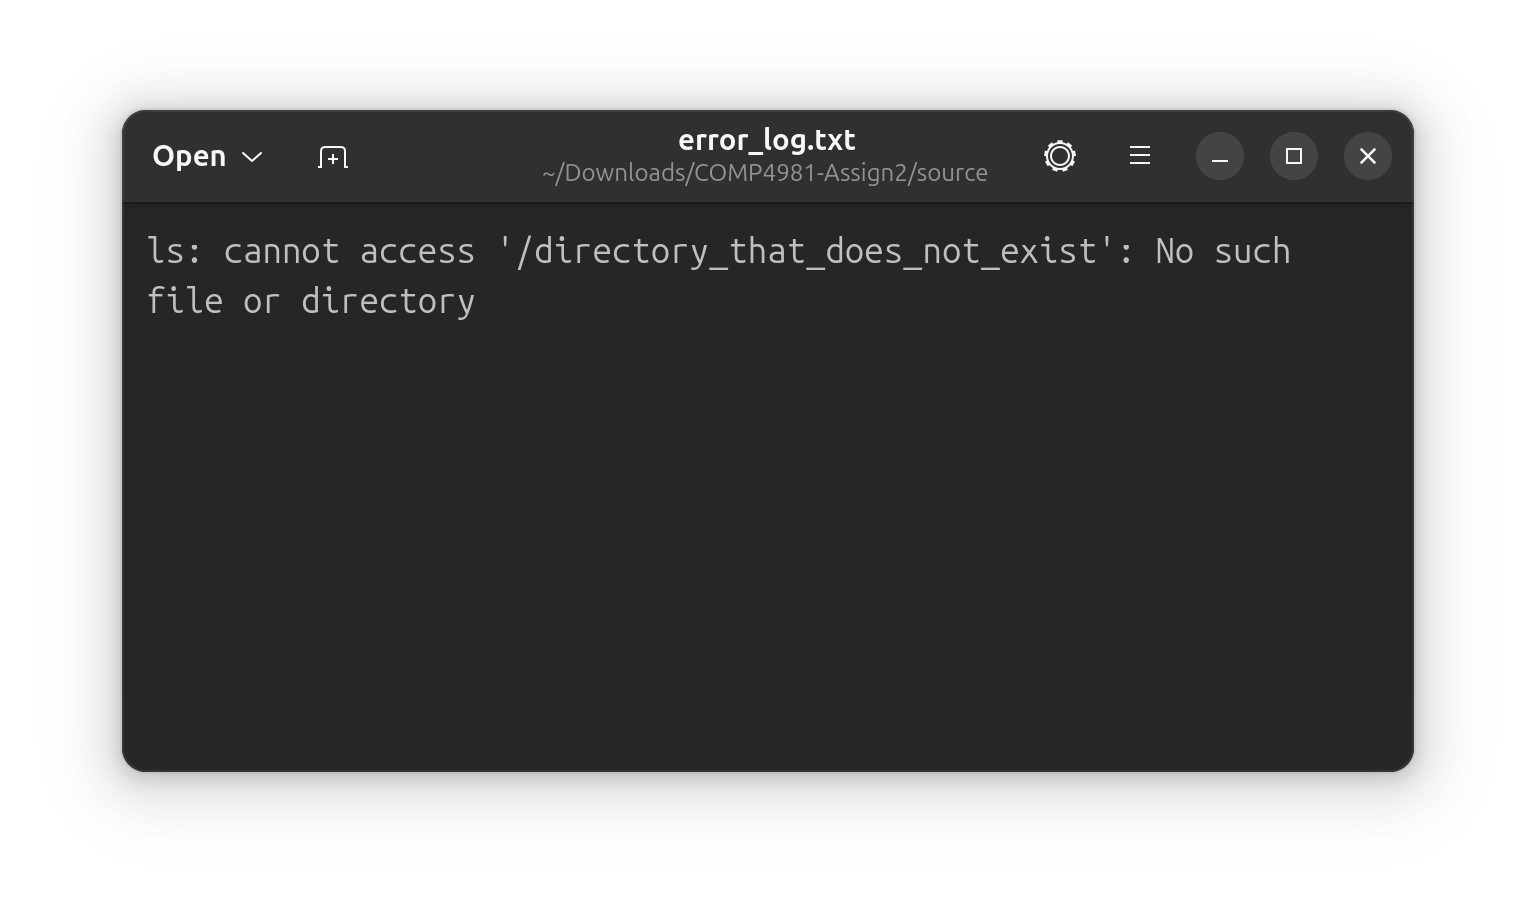 Open
error_log.txt
~/Downloads/COMP4981-Assign2/source
ls: cannot access '/directory_that_does_not_exist': No such
file or directory